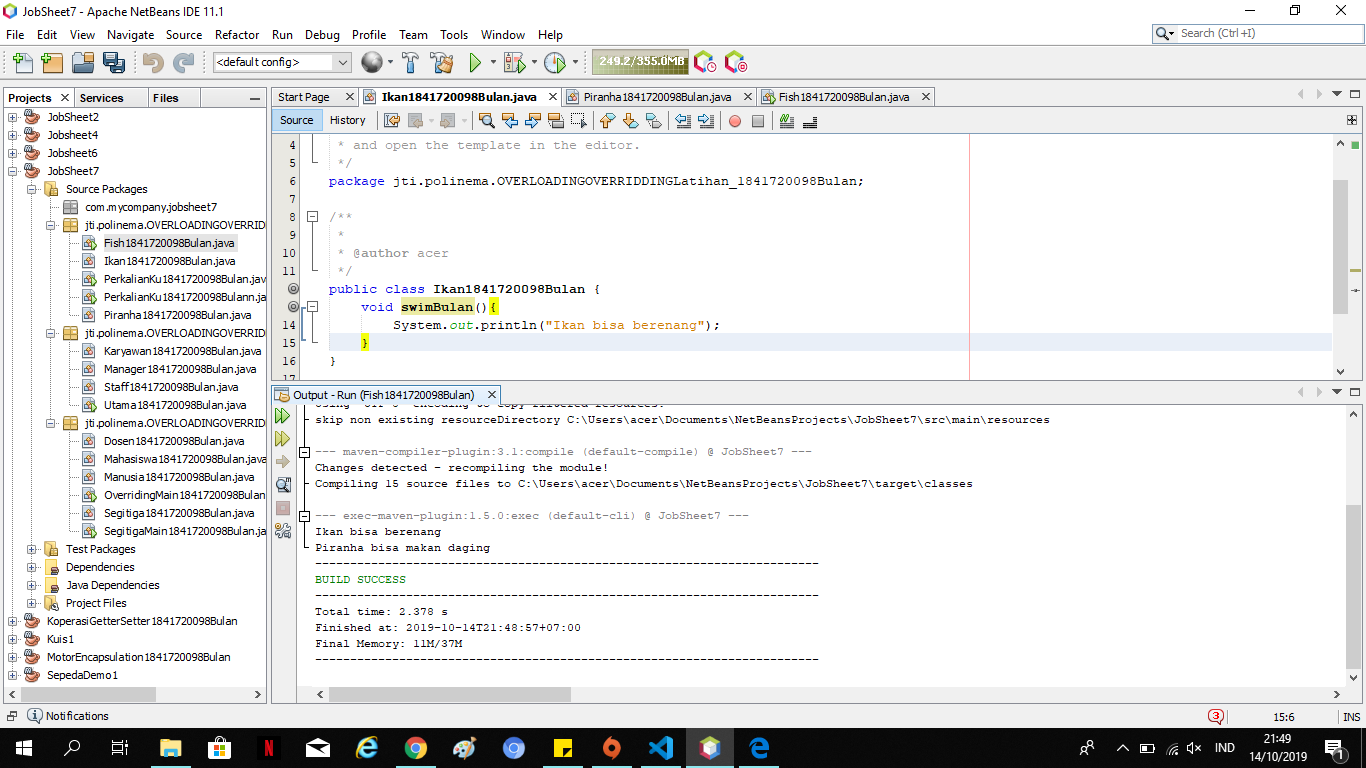 JobSheet7 - Apache NetBeans IDE 11.1
File Edit View Navigate Source Refactor Run Debug Profile Team Tools Window Help
Search (Ctrl+I)
<default config>
249.2/355.0MB
Projects Services Files
JobSheet2
Jobsheet4
Jobsheet6
JobSheet7
Source Packages
com.mycompany.jobsheet7
jti.polinema.OVERLOADINGOVERRID
Fish1841720098Bulan.java
Ikan1841720098Bulan.java
PerkalianKu1841720098Bulan.jav
PerkalianKu1841720098Bulann.ja
Piranha1841720098Bulan.java
jti.polinema.OVERLOADINGOVERRID
Karyawan1841720098Bulan.java
Manager1841720098Bulan.java
Staff1841720098Bulan.java
Utama1841720098Bulan.java
jti.polinema.OVERLOADINGOVERRID
Dosen1841720098Bulan.java
Mahasiswa1841720098Bulan.java
Manusia1841720098Bulan.java
OverridingMain1841720098Bulan
Segitiga1841720098Bulan.java
SegitigaMain1841720098Bulan.ja
Test Packages
Dependencies
Java Dependencies
Project Files
KoperasiGetterSetter1841720098Bulan
Kuis1
MotorEncapsulation1841720098Bulan
SepedaDemo1
Start Page Ikan1841720098Bulan.java Piranha1841720098Bulan.java Fish1841720098Bulan.java
Source History
4 * and open the template in the editor.
5 */
6 package jti.polinema.OVERLOADINGOVERRIDDINGLatihan_1841720098Bulan;
7
8 /**
9 *
10 * @author acer
11 */
public class Ikan1841720098Bulan {
void swimBulan(){
14 System.out.println("Ikan bisa berenang");
15 }
16 }
17
Output - Run (Fish1841720098Bulan)
Using 'UTF-8' encoding to copy filtered resources.
skip non existing resourceDirectory C:\Users\acer\Documents\NetBeansProjects\JobSheet7\src\main\resources
--- maven-compiler-plugin:3.1:compile (default-compile) @ JobSheet7 ---
Changes detected - recompiling the module!
Compiling 15 source files to C:\Users\acer\Documents\NetBeansProjects\JobSheet7\target\classes
--- exec-maven-plugin:1.5.0:exec (default-cli) @ JobSheet7 ---
Ikan bisa berenang
Piranha bisa makan daging
------------------------------------------------------------------------
BUILD SUCCESS
------------------------------------------------------------------------
Total time: 2.378 s
Finished at: 2019-10-14T21:48:57+07:00
Final Memory: 11M/37M
------------------------------------------------------------------------
Notifications
3
15:6
INS
IND
21:49
14/10/2019
1